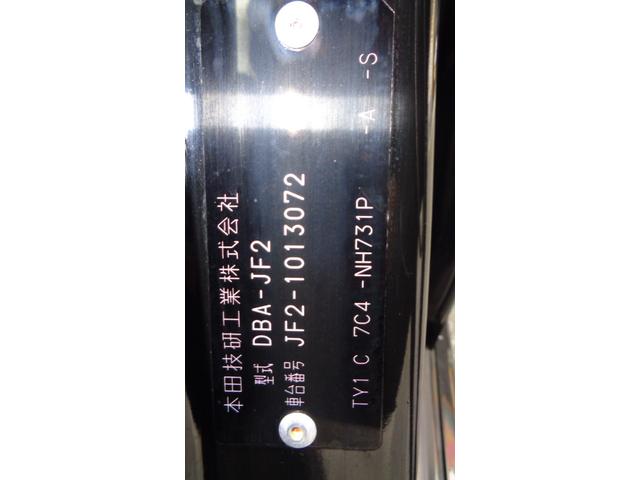 本田技研工業株式会社
型式 DBA-JF2
車台番号 JF2-1013072
TY1 C 7C4 -NH731P -A -S